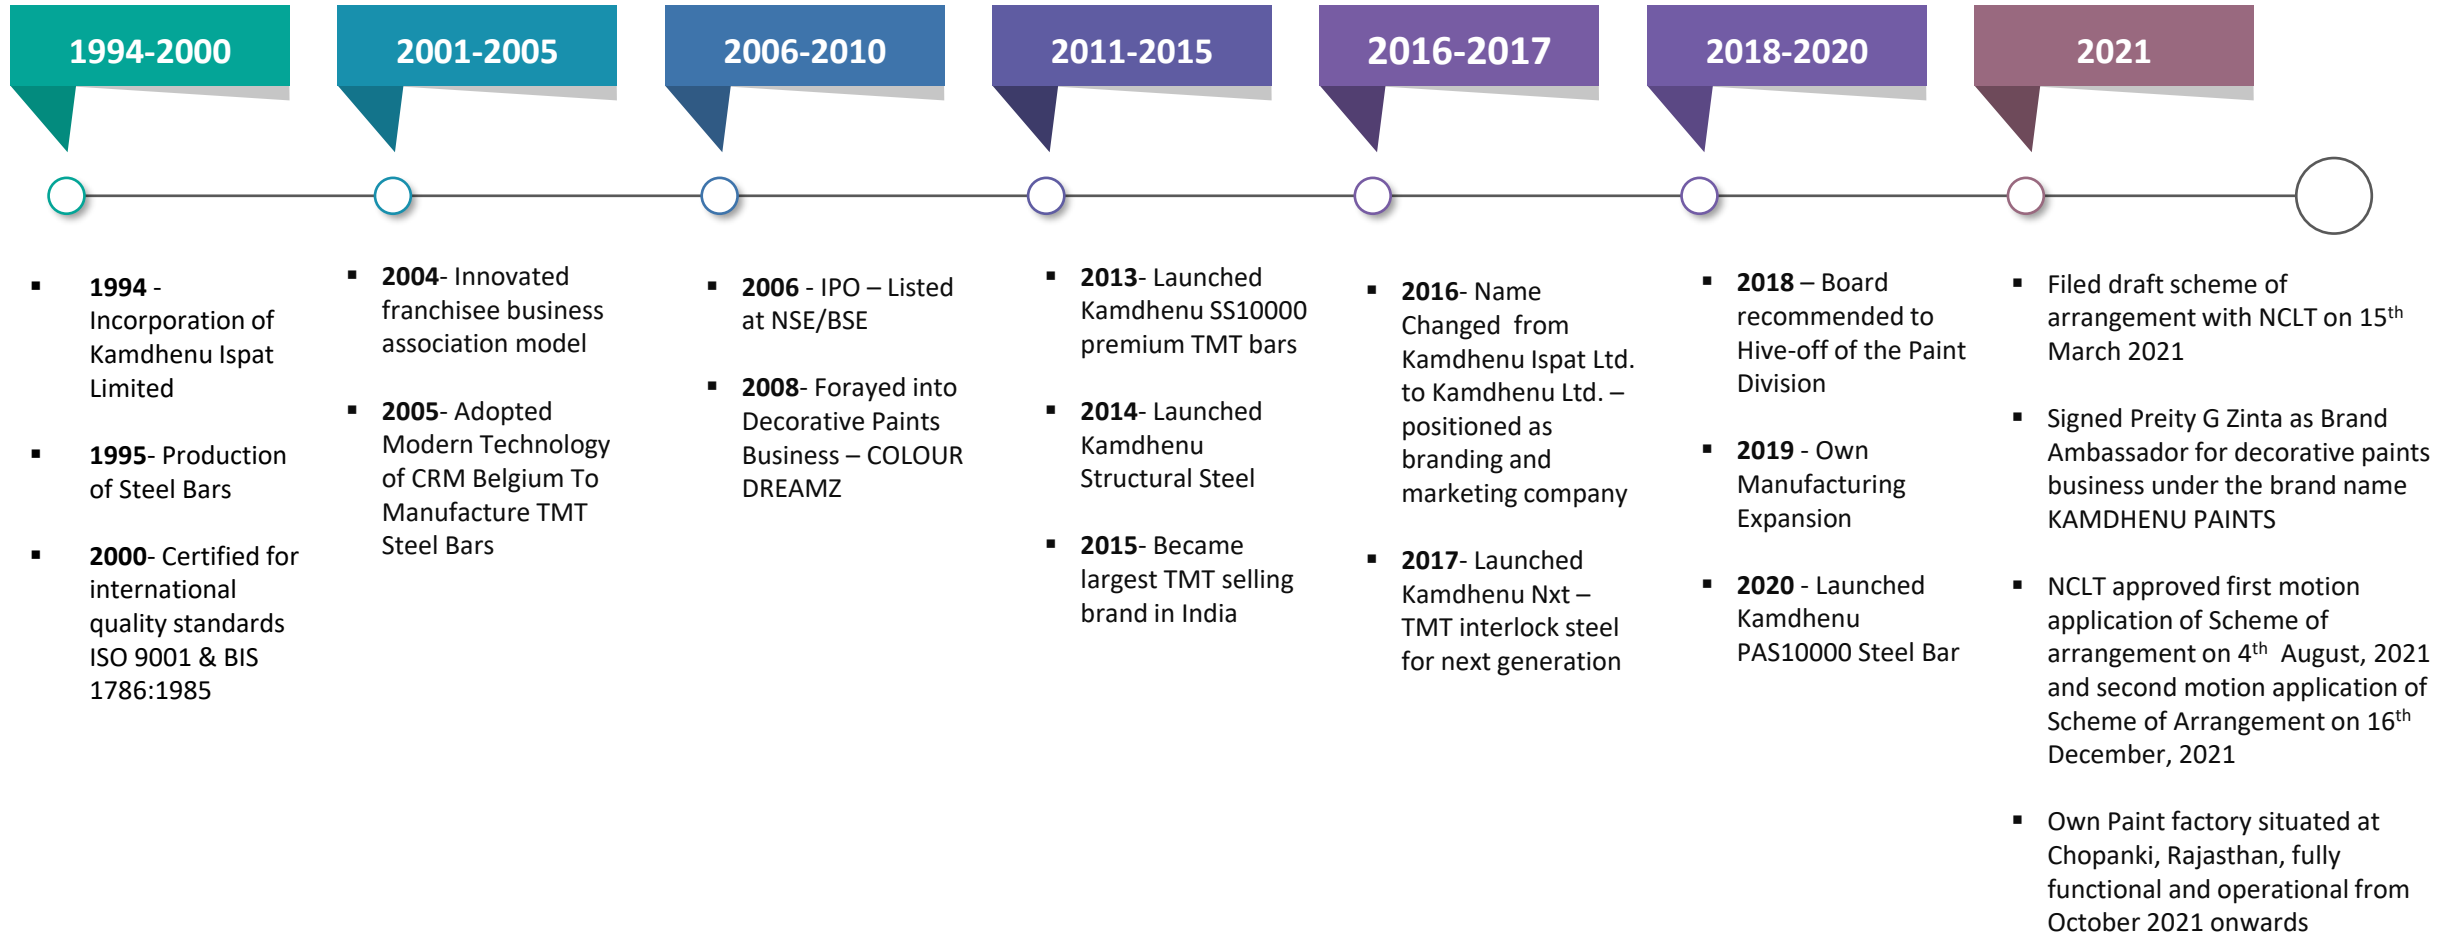 1994-2000
2001-2005
2006-2010
2011-2015
2016-2017
2018-2020
2021
▪ 1994 -
Incorporation of
Kamdhenu Ispat
Limited
▪ 1995- Production
of Steel Bars
▪ 2000- Certified for
international
quality standards
ISO 9001 & BIS
1786:1985
▪ 2004- Innovated
franchisee business
association model
▪ 2005- Adopted
Modern Technology
of CRM Belgium To
Manufacture TMT
Steel Bars
▪ 2006 - IPO – Listed
at NSE/BSE
▪ 2008- Forayed into
Decorative Paints
Business – COLOUR
DREAMZ
▪ 2013- Launched
Kamdhenu SS10000
premium TMT bars
▪ 2014- Launched
Kamdhenu
Structural Steel
▪ 2015- Became
largest TMT selling
brand in India
▪ 2016- Name
Changed from
Kamdhenu Ispat Ltd.
to Kamdhenu Ltd. –
positioned as
branding and
marketing company
▪ 2017- Launched
Kamdhenu Nxt –
TMT interlock steel
for next generation
▪ 2018 – Board
recommended to
Hive-off of the Paint
Division
▪ 2019 - Own
Manufacturing
Expansion
▪ 2020 - Launched
Kamdhenu
PAS10000 Steel Bar
▪ Filed draft scheme of
arrangement with NCLT on 15th
March 2021
▪ Signed Preity G Zinta as Brand
Ambassador for decorative paints
business under the brand name
KAMDHENU PAINTS
▪ NCLT approved first motion
application of Scheme of
arrangement on 4th August, 2021
and second motion application of
Scheme of Arrangement on 16th
December, 2021
▪ Own Paint factory situated at
Chopanki, Rajasthan, fully
functional and operational from
October 2021 onwards